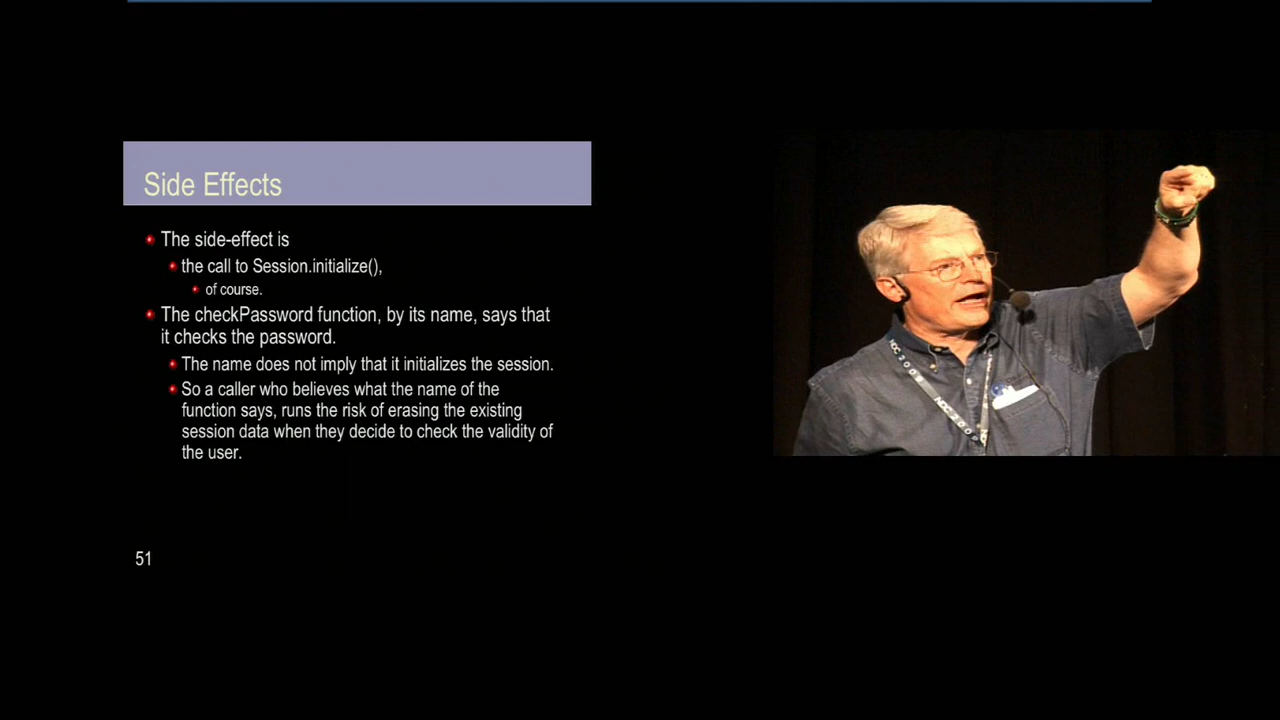 Side Effects
The side-effect is
the call to Session.initialize(),
of course.
The checkPassword function, by its name, says that
it checks the password.
The name does not imply that it initializes the session.
So a caller who believes what the name of the
function says, runs the risk of erasing the existing
session data when they decide to check the validity of
the user.
51